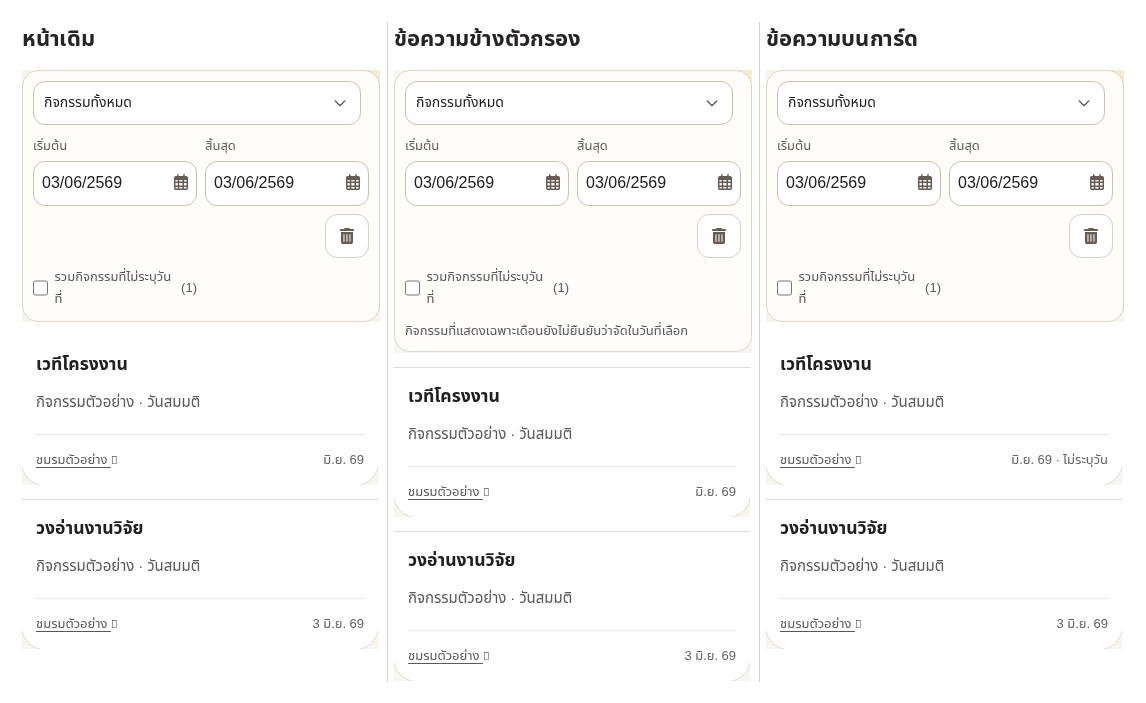 หน้าเดิม
กิจกรรมทั้งหมด
เริ่มต้น สิ้นสุด
03/06/2569 03/06/2569
รวมกิจกรรมที่ไม่ระบุวัน
ที่ (1)
เวทีโครงงาน
กิจกรรมตัวอย่าง · วันสมมติ
ชมรมตัวอย่าง มิ.ย. 69
วงอ่านงานวิจัย
กิจกรรมตัวอย่าง · วันสมมติ
ชมรมตัวอย่าง 3 มิ.ย. 69
ข้อความข้างตัวกรอง
กิจกรรมทั้งหมด
เริ่มต้น สิ้นสุด
03/06/2569 03/06/2569
รวมกิจกรรมที่ไม่ระบุวัน
ที่ (1)
กิจกรรมที่แสดงเฉพาะเดือนยังไม่ยืนยันว่าจัดในวันที่เลือก
เวทีโครงงาน
กิจกรรมตัวอย่าง · วันสมมติ
ชมรมตัวอย่าง มิ.ย. 69
วงอ่านงานวิจัย
กิจกรรมตัวอย่าง · วันสมมติ
ชมรมตัวอย่าง 3 มิ.ย. 69
ข้อความบนการ์ด
กิจกรรมทั้งหมด
เริ่มต้น สิ้นสุด
03/06/2569 03/06/2569
รวมกิจกรรมที่ไม่ระบุวัน
ที่ (1)
เวทีโครงงาน
กิจกรรมตัวอย่าง · วันสมมติ
ชมรมตัวอย่าง มิ.ย. 69 · ไม่ระบุวัน
วงอ่านงานวิจัย
กิจกรรมตัวอย่าง · วันสมมติ
ชมรมตัวอย่าง 3 มิ.ย. 69